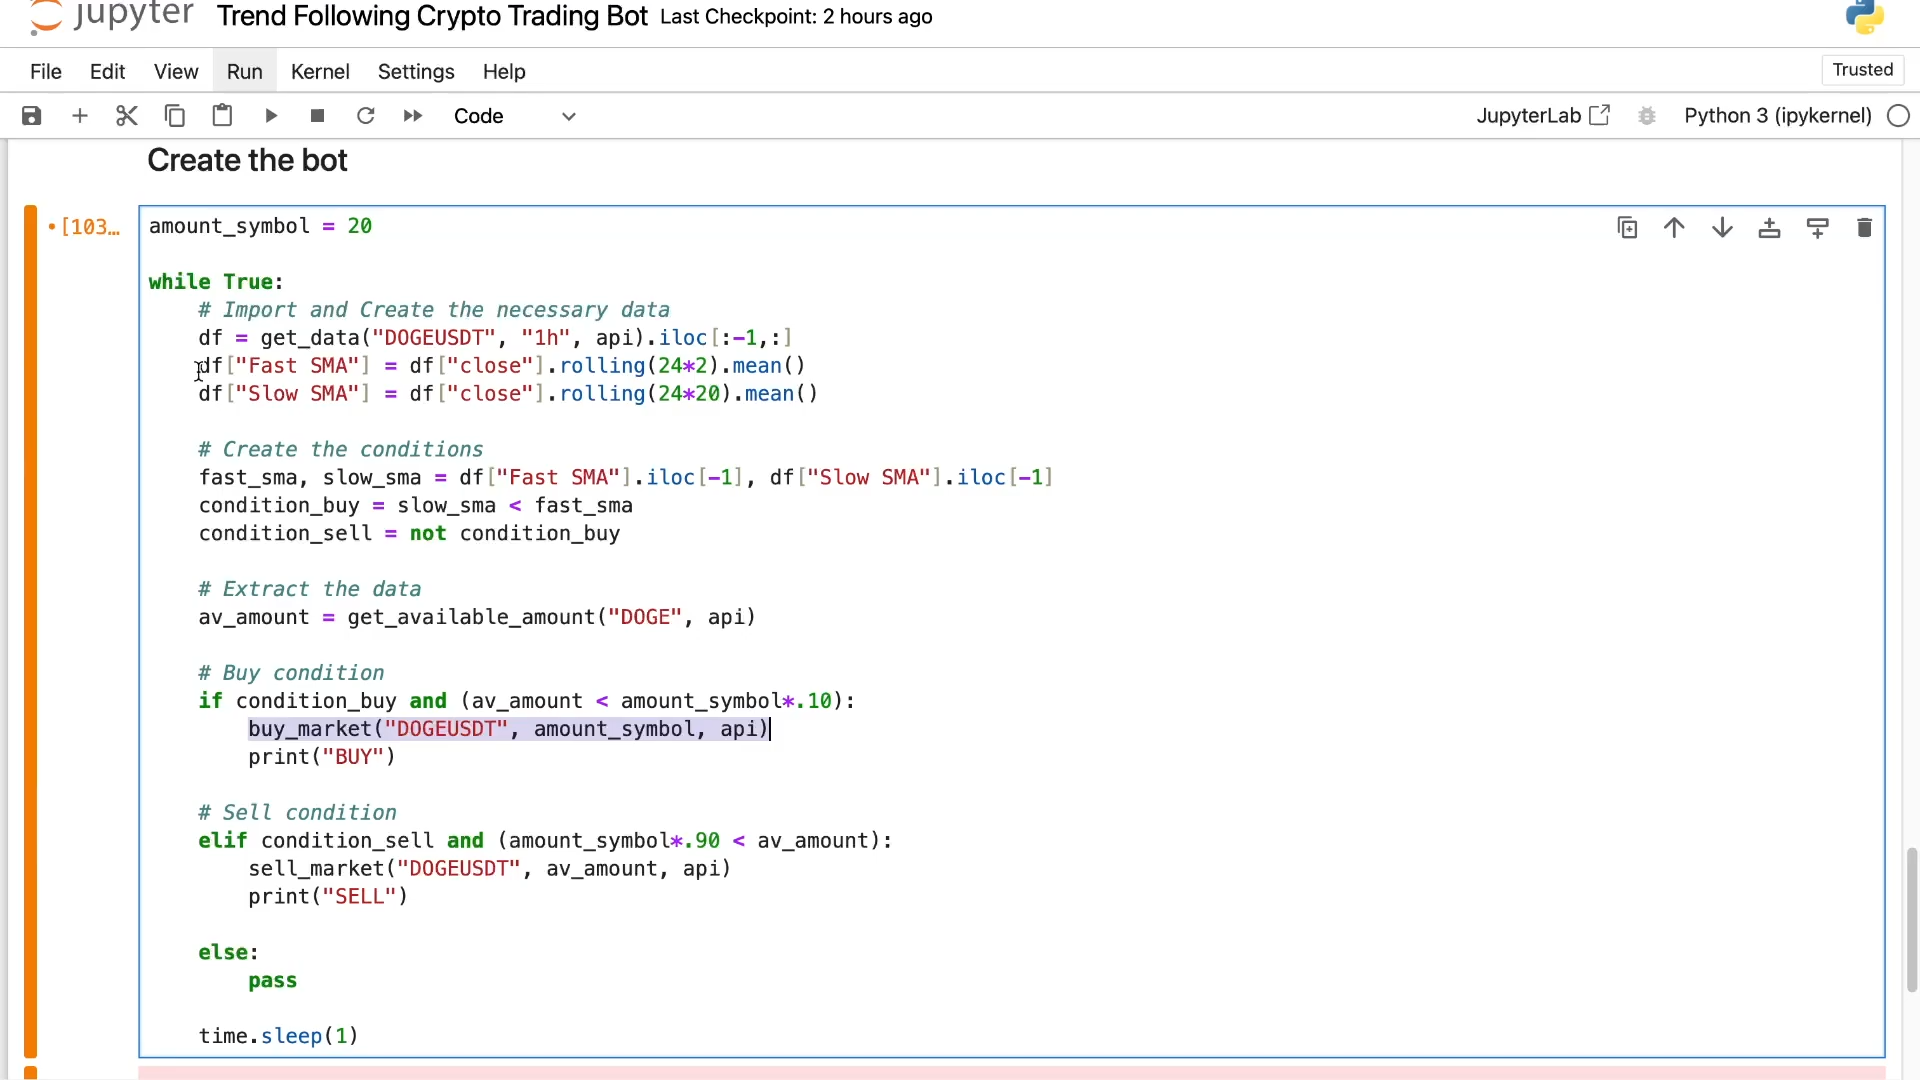 jupyter Trend Following Crypto Trading Bot Last Checkpoint: 2 hours ago
File Edit View Run Kernel Settings Help Trusted
Code JupyterLab Python 3 (ipykernel)
Create the bot
[103… amount_symbol = 20
while True:
# Import and Create the necessary data
df = get_data("DOGEUSDT", "1h", api).iloc[:-1,:]
df["Fast SMA"] = df["close"].rolling(24*2).mean()
df["Slow SMA"] = df["close"].rolling(24*20).mean()
# Create the conditions
fast_sma, slow_sma = df["Fast SMA"].iloc[-1], df["Slow SMA"].iloc[-1]
condition_buy = slow_sma < fast_sma
condition_sell = not condition_buy
# Extract the data
av_amount = get_available_amount("DOGE", api)
# Buy condition
if condition_buy and (av_amount < amount_symbol*.10):
buy_market("DOGEUSDT", amount_symbol, api)
print("BUY")
# Sell condition
elif condition_sell and (amount_symbol*.90 < av_amount):
sell_market("DOGEUSDT", av_amount, api)
print("SELL")
else:
pass
time.sleep(1)